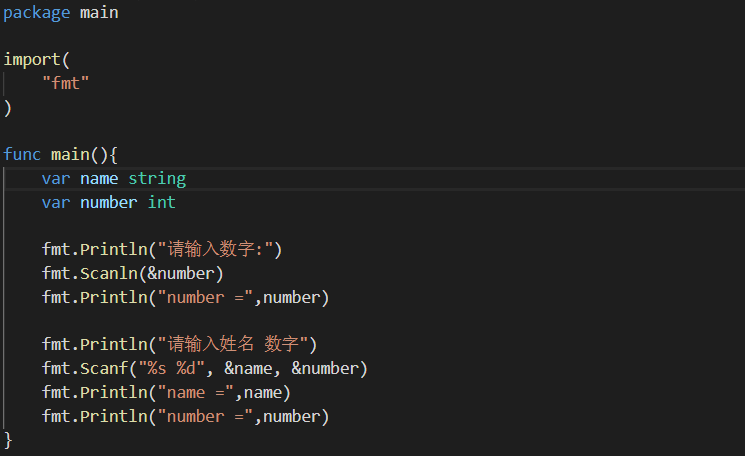 package main
import(
"fmt"
)
func main(){
var name string
var number int
fmt.Println("请输入数字:")
fmt.Scanln(&number)
fmt.Println("number =",number)
fmt.Println("请输入姓名 数字")
fmt.Scanf("%s %d", &name, &number)
fmt.Println("name =",name)
fmt.Println("number =",number)
}